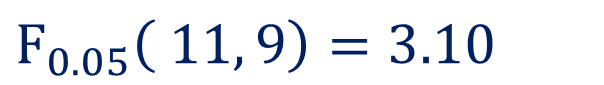 F₀.₀₅( 11, 9) = 3.10